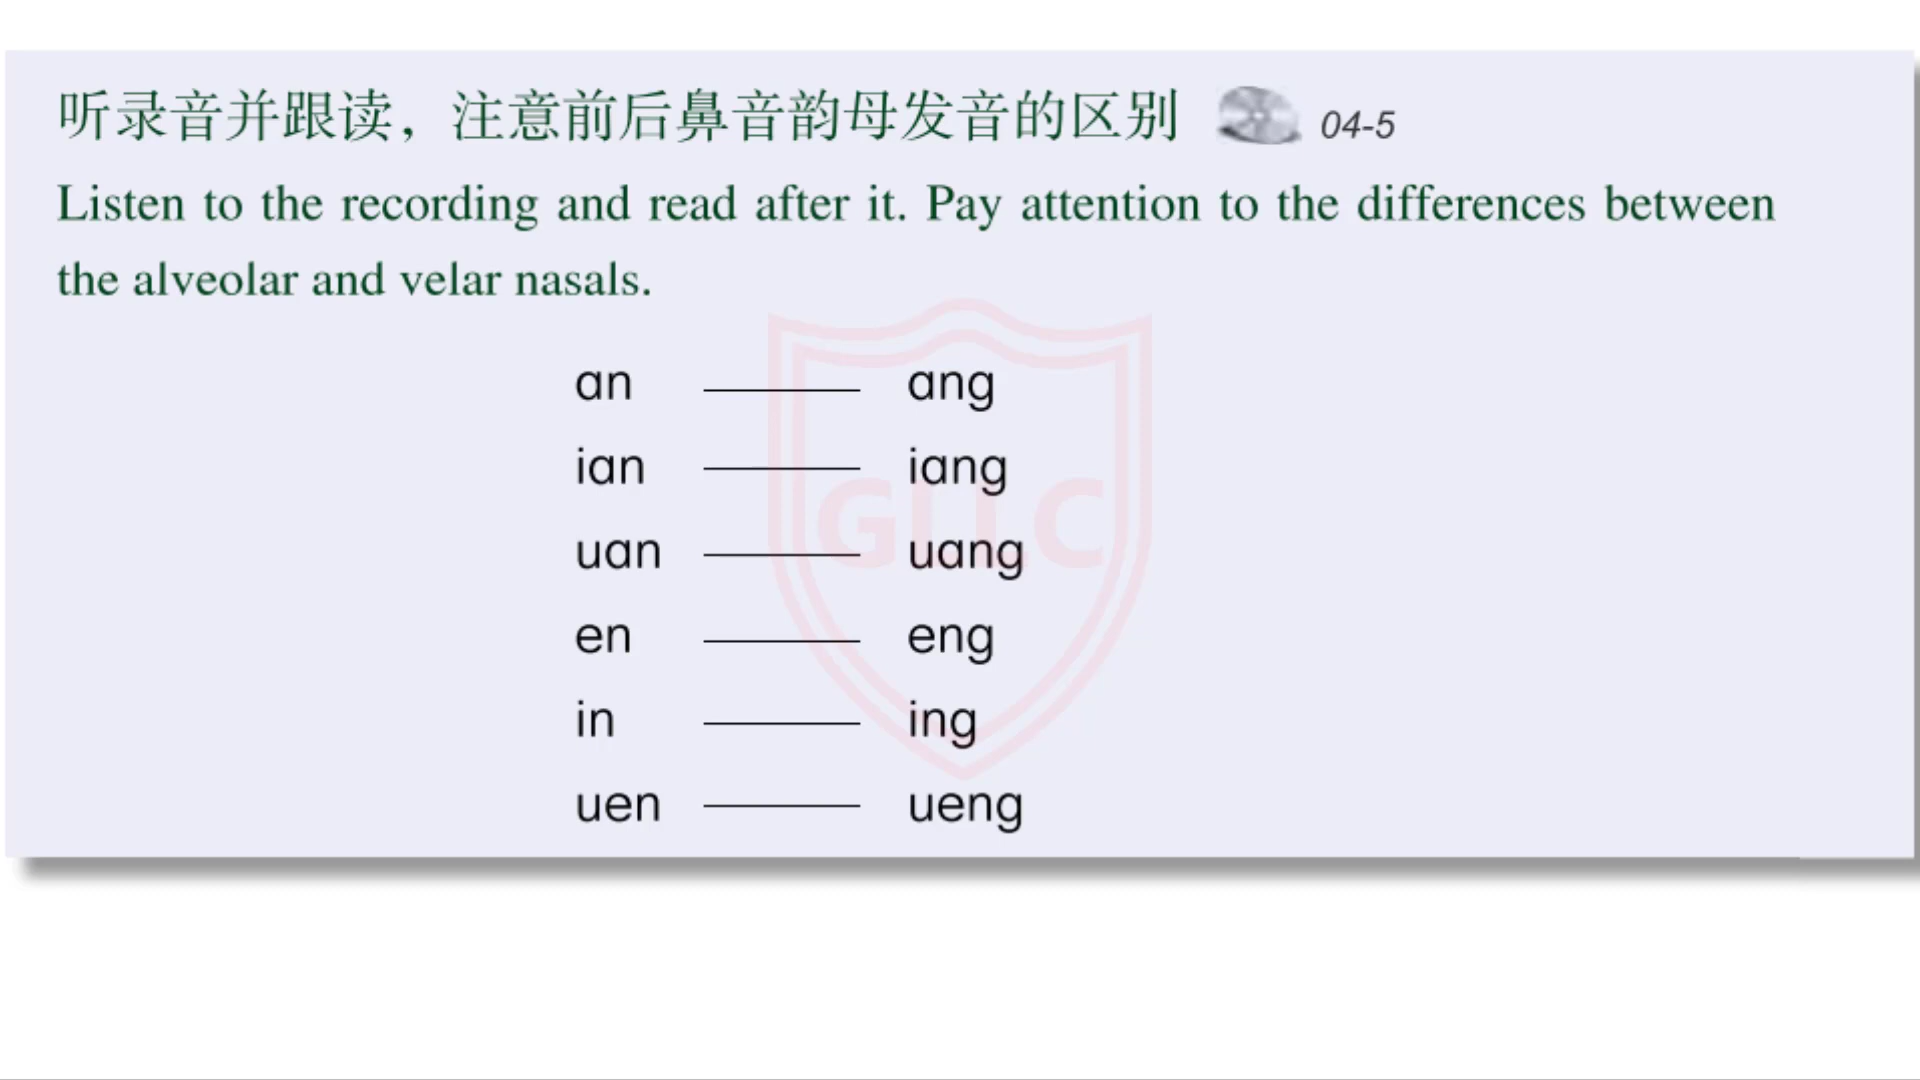 听录音并跟读，注意前后鼻音韵母发音的区别 04-5
Listen to the recording and read after it. Pay attention to the differences between
the alveolar and velar nasals.
an ang
ian iang
GLLC
uan uang
en eng
in ing
uen ueng